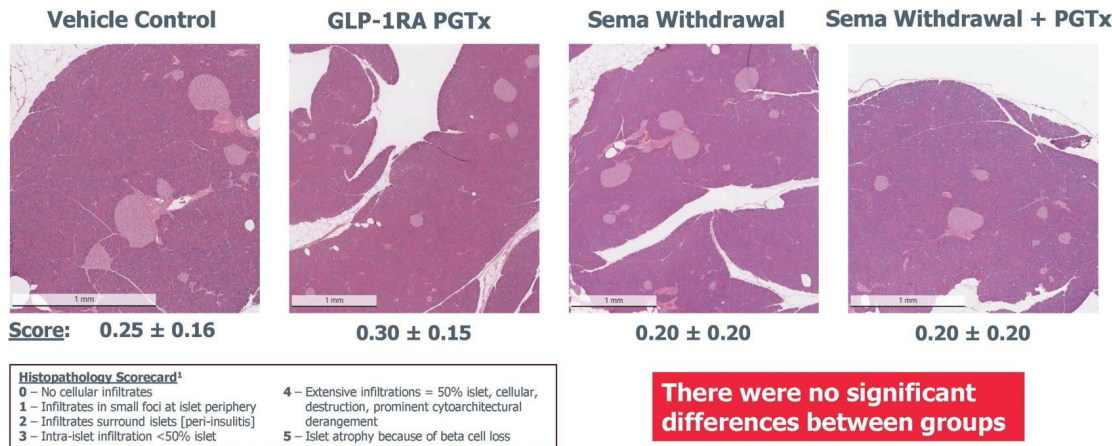 Vehicle Control
GLP-1RA PGTx
Sema Withdrawal
Sema Withdrawal + PGTx
1 mm
1 mm
1 mm
1 mm
Score: 0.25 ± 0.16
0.30 ± 0.15
0.20 ± 0.20
0.20 ± 0.20
Histopathology Scorecard¹
0 – No cellular infiltrates
1 – Infiltrates in small foci at islet periphery
2 – Infiltrates surround islets [peri-insulitis]
3 – Intra-islet infiltration <50% islet
4 – Extensive infiltrations = 50% islet, cellular,
destruction, prominent cytoarchitectural
derangement
5 – Islet atrophy because of beta cell loss
There were no significant
differences between groups